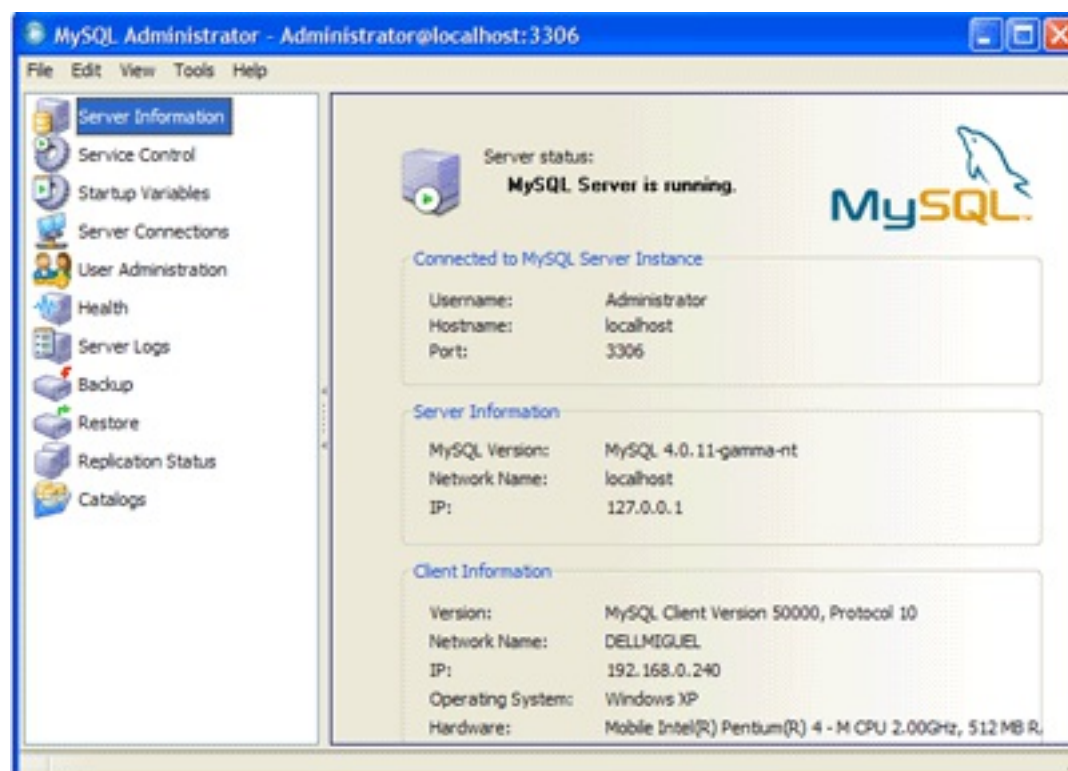 MySQL Administrator - Administrator@localhost:3306
File Edit View Tools Help
Server Information
Service Control
Startup Variables
Server Connections
User Administration
Health
Server Logs
Backup
Restore
Replication Status
Catalogs
Server status:
MySQL Server is running.
MySQL
Connected to MySQL Server Instance
Username: Administrator
Hostname: localhost
Port: 3306
Server Information
MySQL Version: MySQL 4.0.11-gamma-nt
Network Name: localhost
IP: 127.0.0.1
Client Information
Version: MySQL Client Version 50000, Protocol 10
Network Name: DELLMIGUEL
IP: 192.168.0.240
Operating System: Windows XP
Hardware: Mobile Intel(R) Pentium(R) 4 - M CPU 2.00GHz, 512 MB R